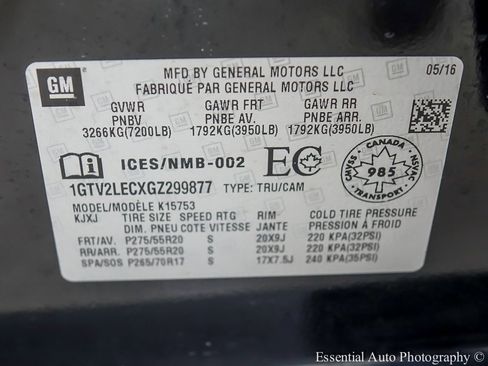 GM
MFD BY GENERAL MOTORS LLC
FABRIQUÉ PAR GENERAL MOTORS LLC
05/16
GM
GVWR GAWR FRT GAWR RR
PNBV PNBE AV. PNBE ARR.
3266KG(7200LB) 1792KG(3950LB) 1792KG(3950LB)
ICES/NMB-002 EC
CANADA
CMVSS NSVAC
985
1GTV2LECXGZ299877 TYPE: TRU/CAM
MODEL/MODÈLE K15753
KJXJ TIRE SIZE SPEED RTG RIM COLD TIRE PRESSURE
DIM. PNEU COTE VITESSE JANTE PRESSION À FROID
FRT/AV. P275/55R20 S 20X9J 220 KPA(32PSI)
RR/ARR. P275/55R20 S 20X9J 220 KPA(32PSI)
SPA/SOS P265/70R17 S 17X7.5J 240 KPA(35PSI)
Essential Auto Photography ©